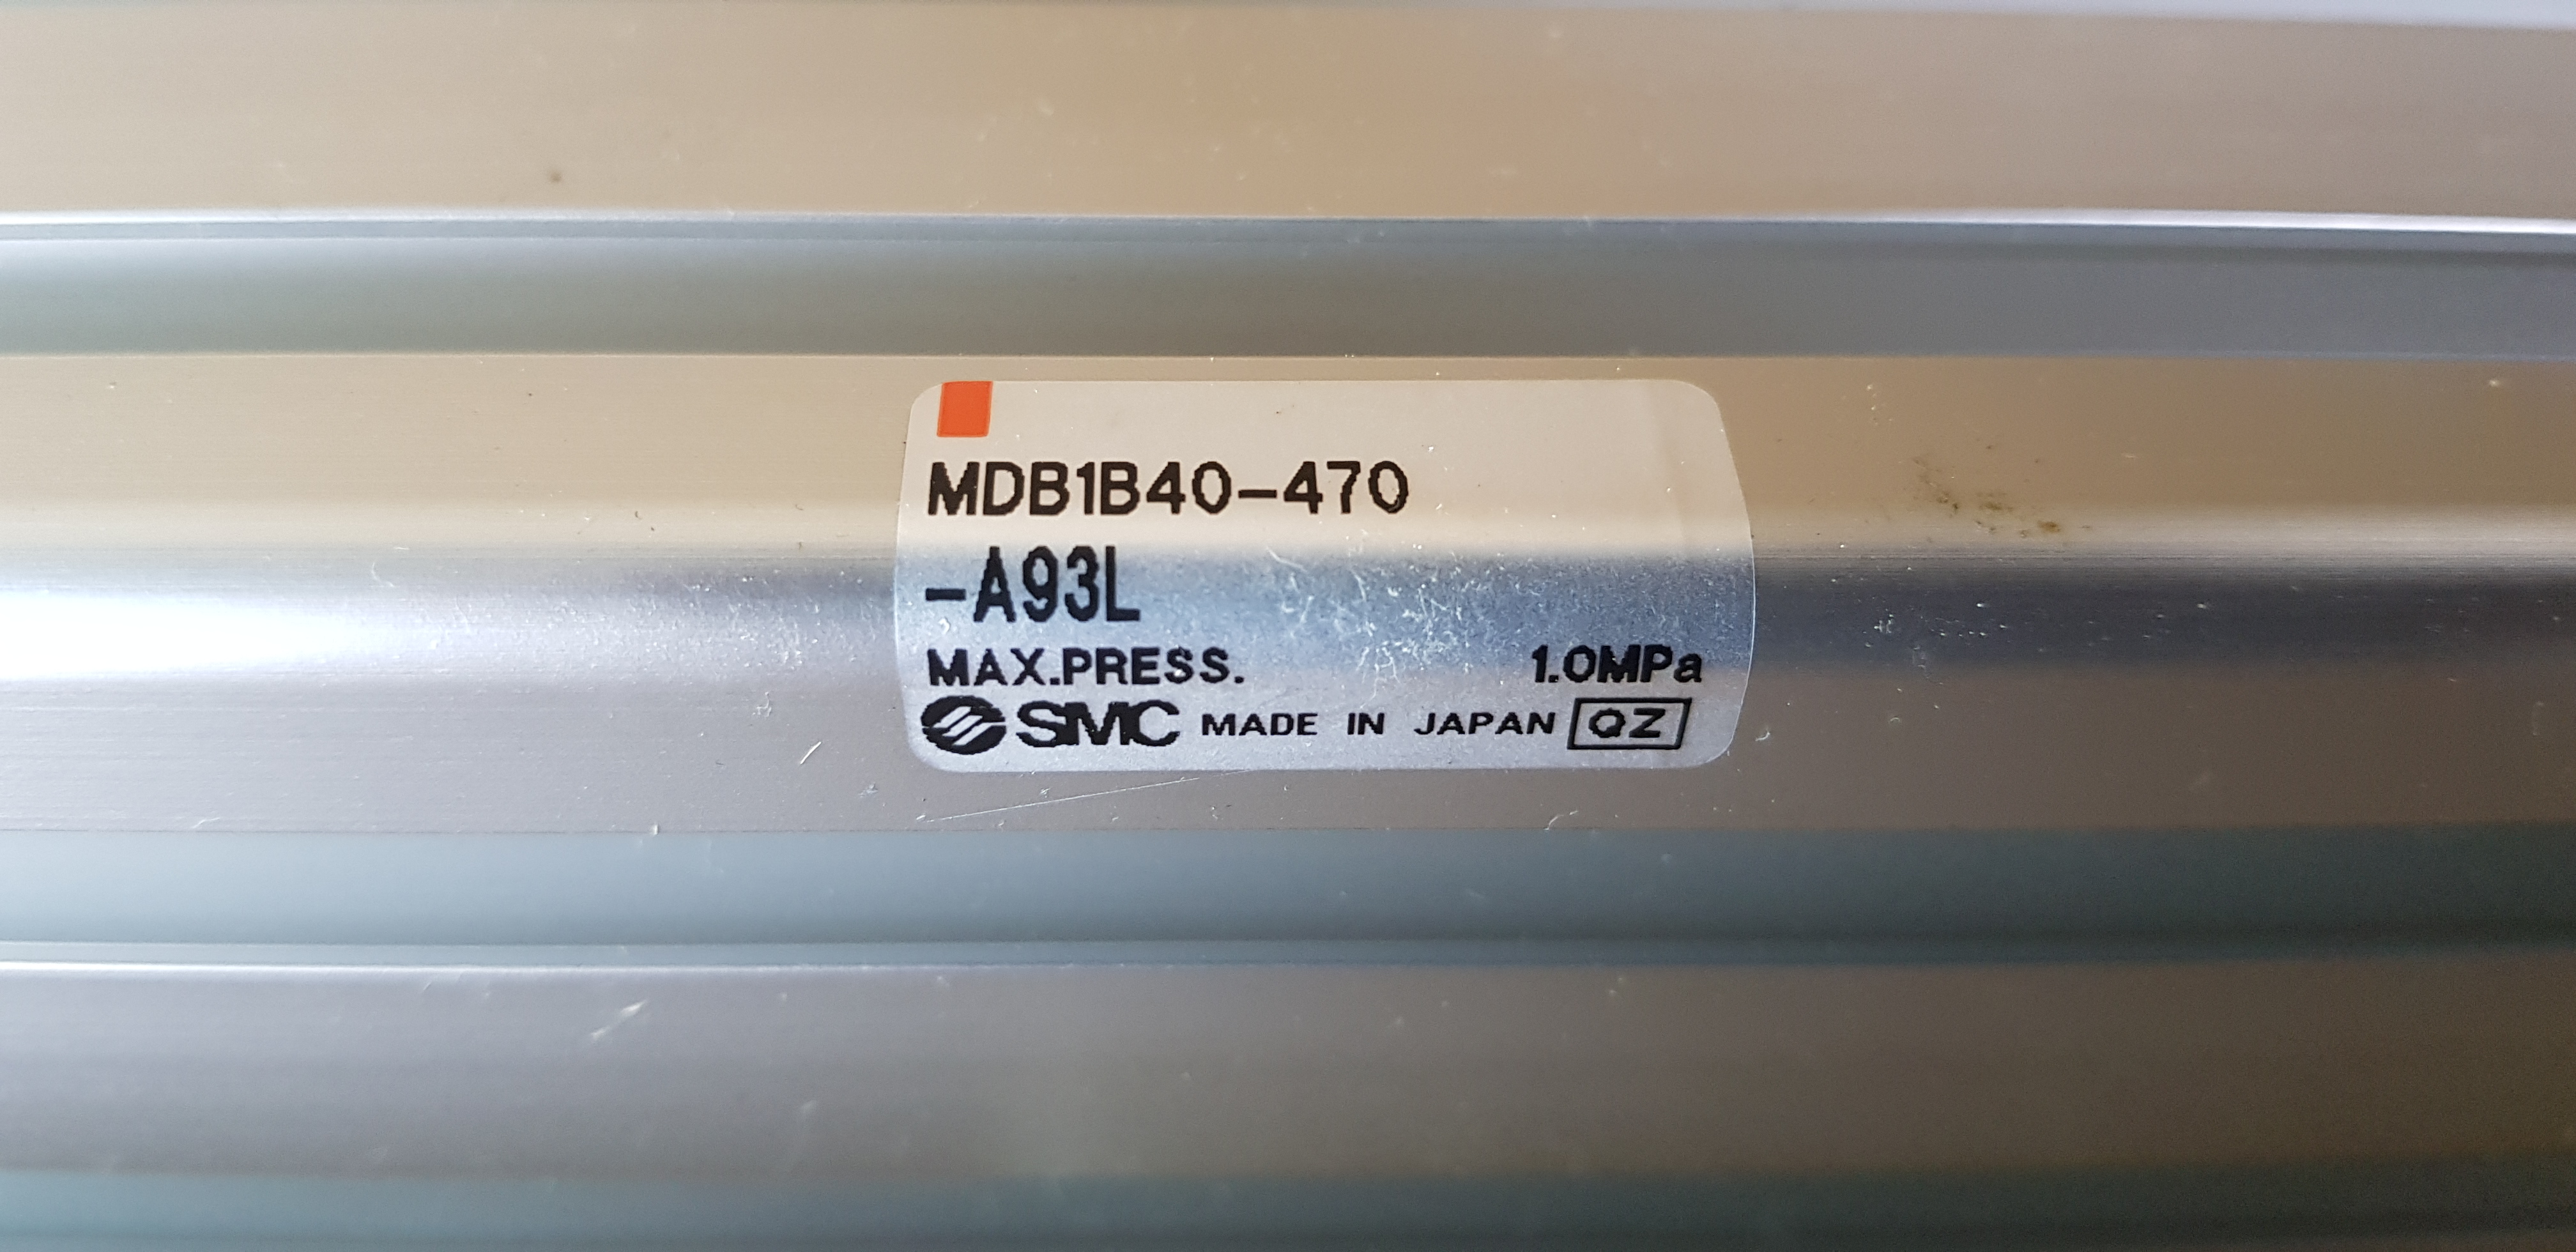 MDB1B40-470
-A93L
MAX.PRESS. 1.0MPa
SMC MADE IN JAPAN QZ